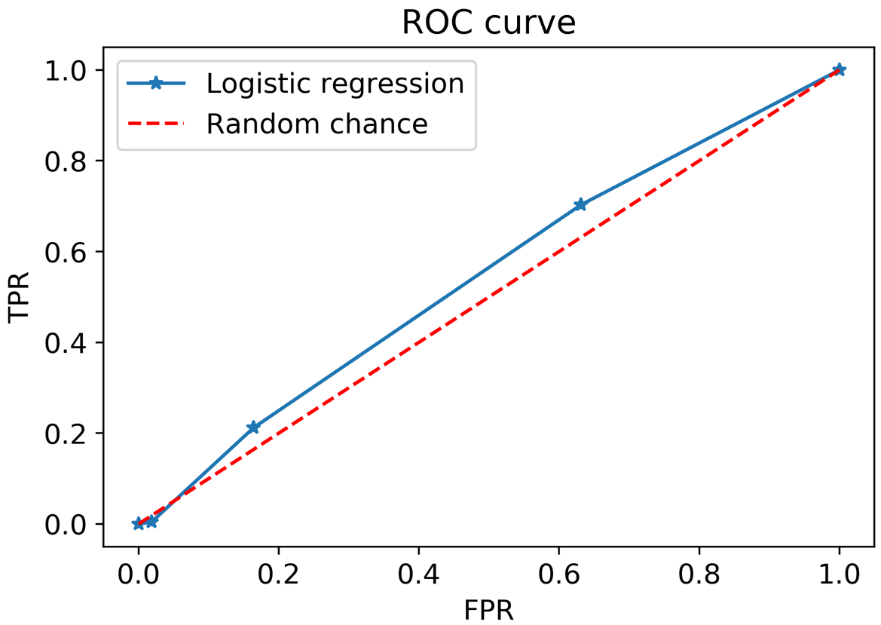 ROC curve
Logistic regression
Random chance
1.0
0.8
0.6
0.4
0.2
0.0
TPR
0.0 0.2 0.4 0.6 0.8 1.0
FPR